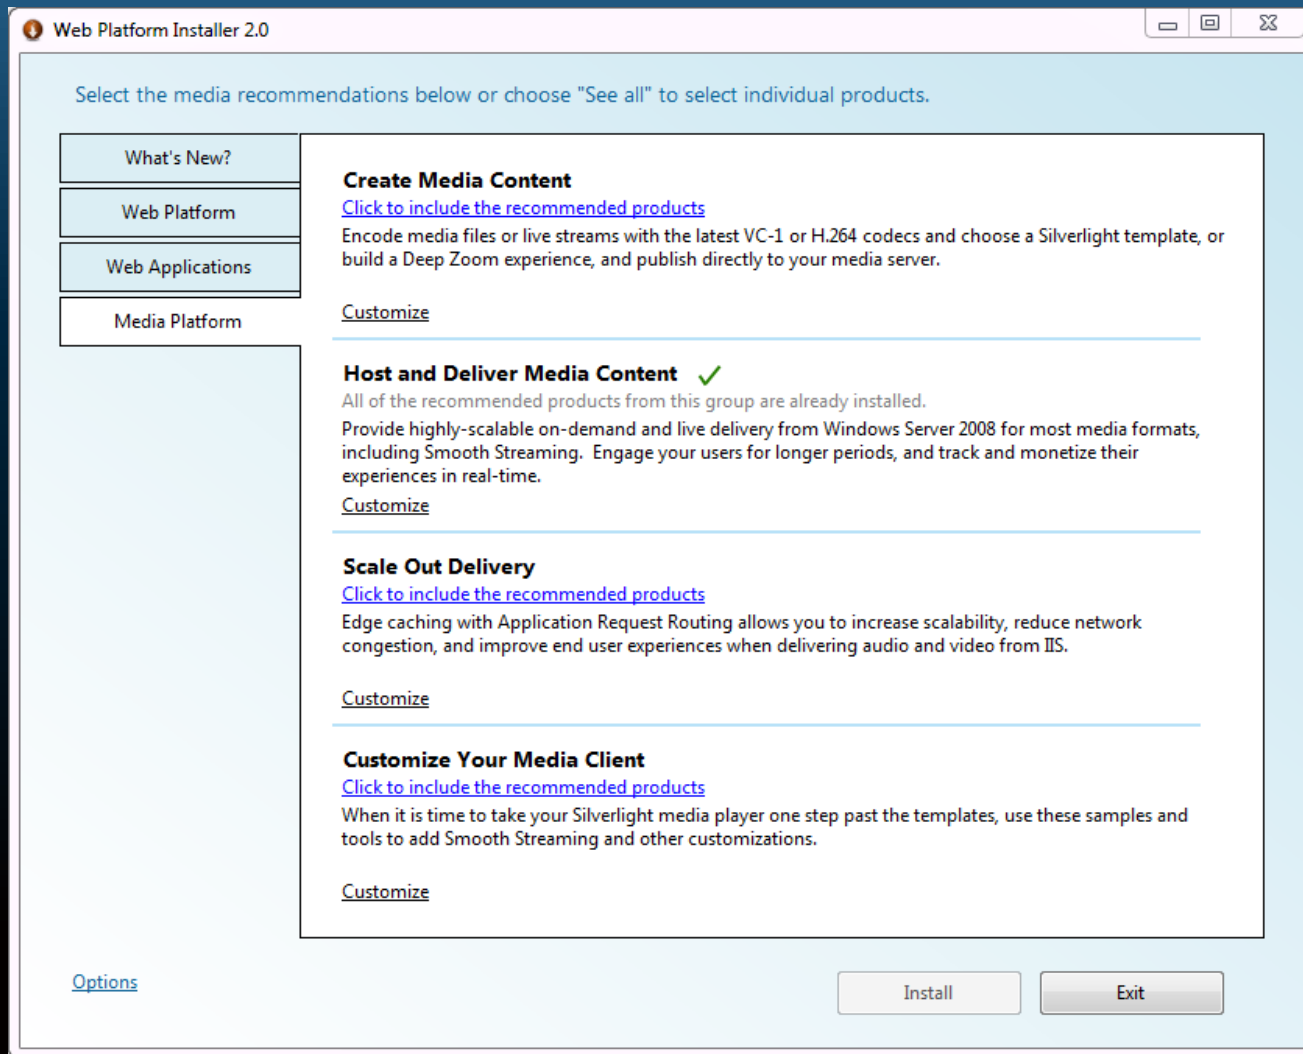 Web Platform Installer 2.0
Select the media recommendations below or choose "See all" to select individual products.
What's New?
Web Platform
Web Applications
Media Platform
Create Media Content
Click to include the recommended products
Encode media files or live streams with the latest VC-1 or H.264 codecs and choose a Silverlight template, or
build a Deep Zoom experience, and publish directly to your media server.
Customize
Host and Deliver Media Content
All of the recommended products from this group are already installed.
Provide highly-scalable on-demand and live delivery from Windows Server 2008 for most media formats,
including Smooth Streaming.  Engage your users for longer periods, and track and monetize their
experiences in real-time.
Customize
Scale Out Delivery
Click to include the recommended products
Edge caching with Application Request Routing allows you to increase scalability, reduce network
congestion, and improve end user experiences when delivering audio and video from IIS.
Customize
Customize Your Media Client
Click to include the recommended products
When it is time to take your Silverlight media player one step past the templates, use these samples and
tools to add Smooth Streaming and other customizations.
Customize
Options
Install
Exit